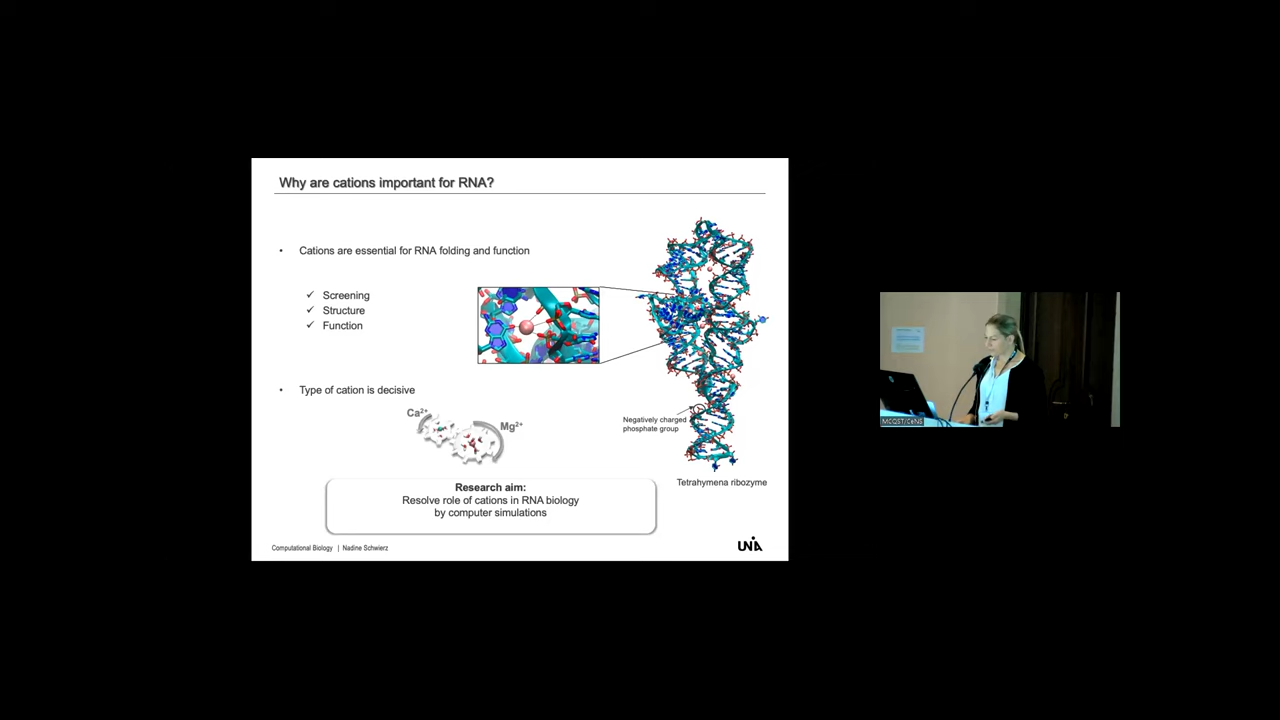 Why are cations important for RNA?
• Cations are essential for RNA folding and function
✓ Screening
✓ Structure
✓ Function
• Type of cation is decisive
Ca²⁺
Mg²⁺
Negatively charged
phosphate group
Tetrahymena ribozyme
Research aim:
Resolve role of cations in RNA biology
by computer simulations
Computational Biology | Nadine Schwierz
UNIA
MCQST/CeNS